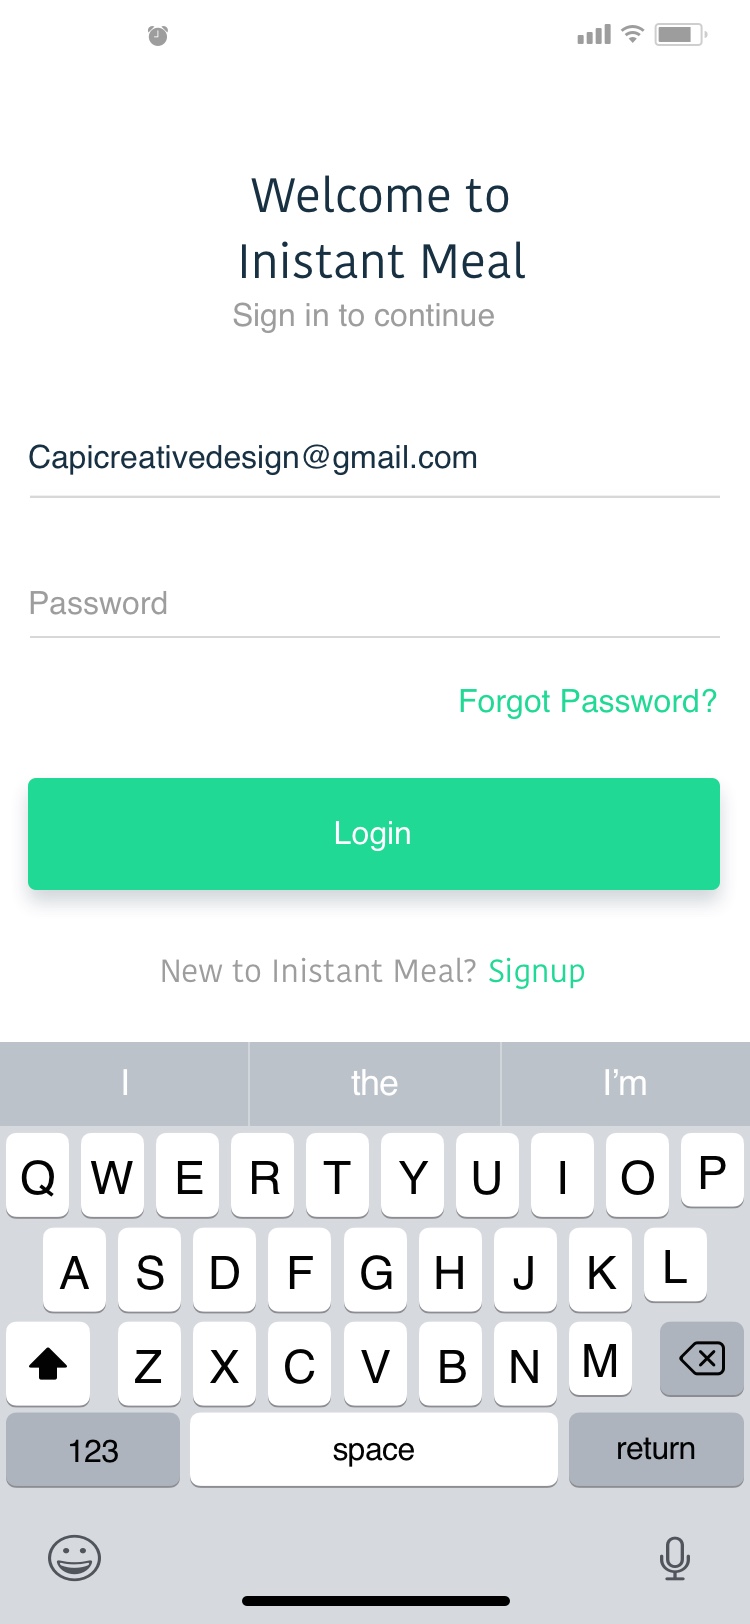 Welcome to
Inistant Meal
Sign in to continue
Capicreativedesign@gmail.com
Password
Forgot Password?
Login
New to Inistant Meal? Signup
I the I’m
Q W E R T Y U I O P
A S D F G H J K L
Z X C V B N M
123 space return